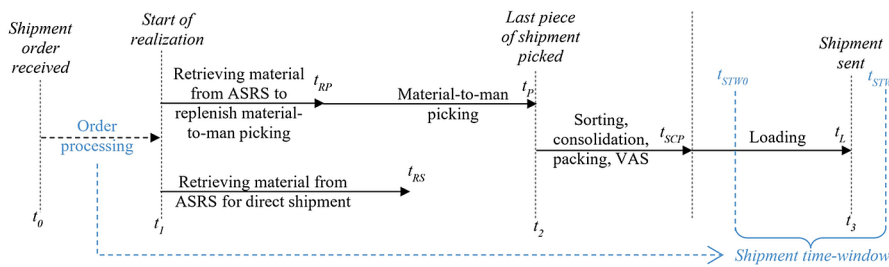 Shipment
order
received
Start of
realization
Last piece
of shipment
picked
Shipment
sent
Retrieving material
from ASRS to
replenish material-
to-man picking
t_RP
Material-to-man
picking
t_P
t_STW0
t_STW
Order
processing
Sorting,
consolidation,
packing, VAS
t_SCP
Loading
t_L
Retrieving material from
ASRS for direct shipment
t_RS
t_0
t_1
t_2
t_3
Shipment time-window